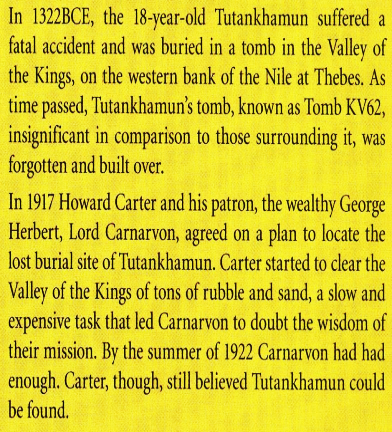 In 1322BCE, the 18-year-old Tutankhamun suffered a
fatal accident and was buried in a tomb in the Valley of
the Kings, on the western bank of the Nile at Thebes. As
time passed, Tutankhamun's tomb, known as Tomb KV62,
insignificant in comparison to those surrounding it, was
forgotten and built over.
In 1917 Howard Carter and his patron, the wealthy George
Herbert, Lord Carnarvon, agreed on a plan to locate the
lost burial site of Tutankhamun. Carter started to clear the
Valley of the Kings of tons of rubble and sand, a slow and
expensive task that led Carnarvon to doubt the wisdom of
their mission. By the summer of 1922 Carnarvon had had
enough. Carter, though, still believed Tutankhamun could
be found.